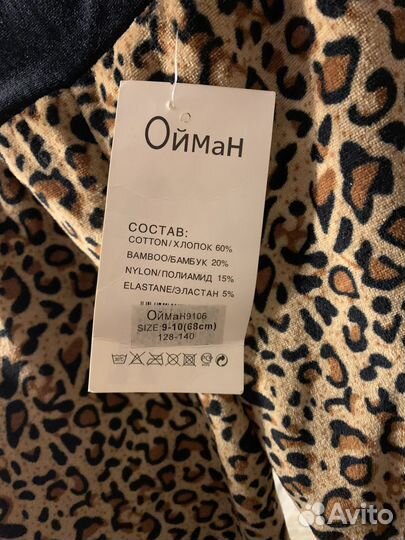 ОйМаН
СОСТАВ:
COTTON/ХЛОПОК 60%
BAMBOO/БАМБУК 20%
NYLON/ПОЛИАМИД 15%
ELASTANE/ЭЛАСТАН 5%
ОйМаН9106
SIZE 9-10(68cm)
128-140
Avito